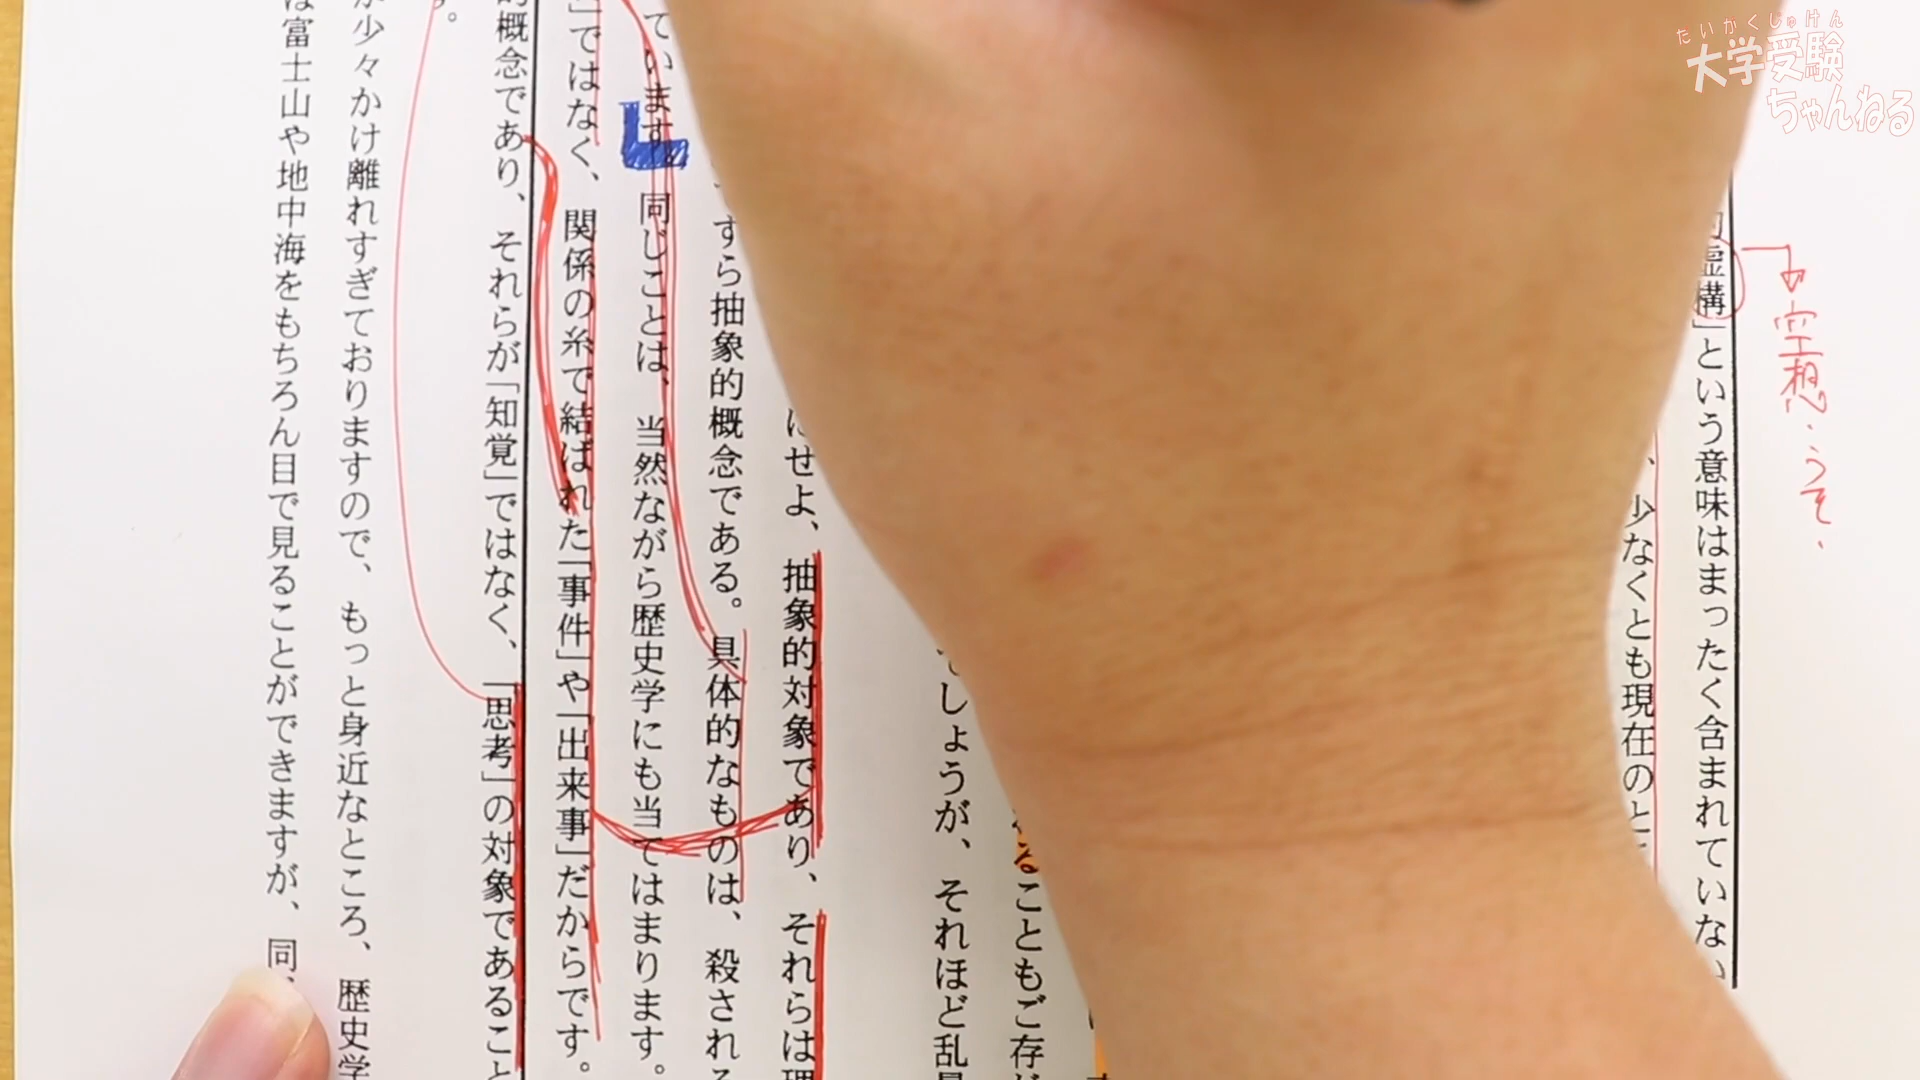 たいがくじゅけん
大学受験
ちゃんねる
空想・うそ・
虚構」という意味はまったく含まれていない
少なくとも現在のと
ることもご存
しょうが、それほど乱
にせよ、抽象的対象であり、それらは理
すら抽象的概念である。具体的なものは、殺される
ています。同じことは、当然ながら歴史学にも当てはまります。
」ではなく、関係の糸で結ばれた「事件」や「出来事」だからです。
的概念であり、それらが「知覚」ではなく、「思考」の対象であること
す。
が少々かけ離れすぎておりますので、もっと身近なところ、歴史学
は富士山や地中海をもちろん目で見ることができますが、同